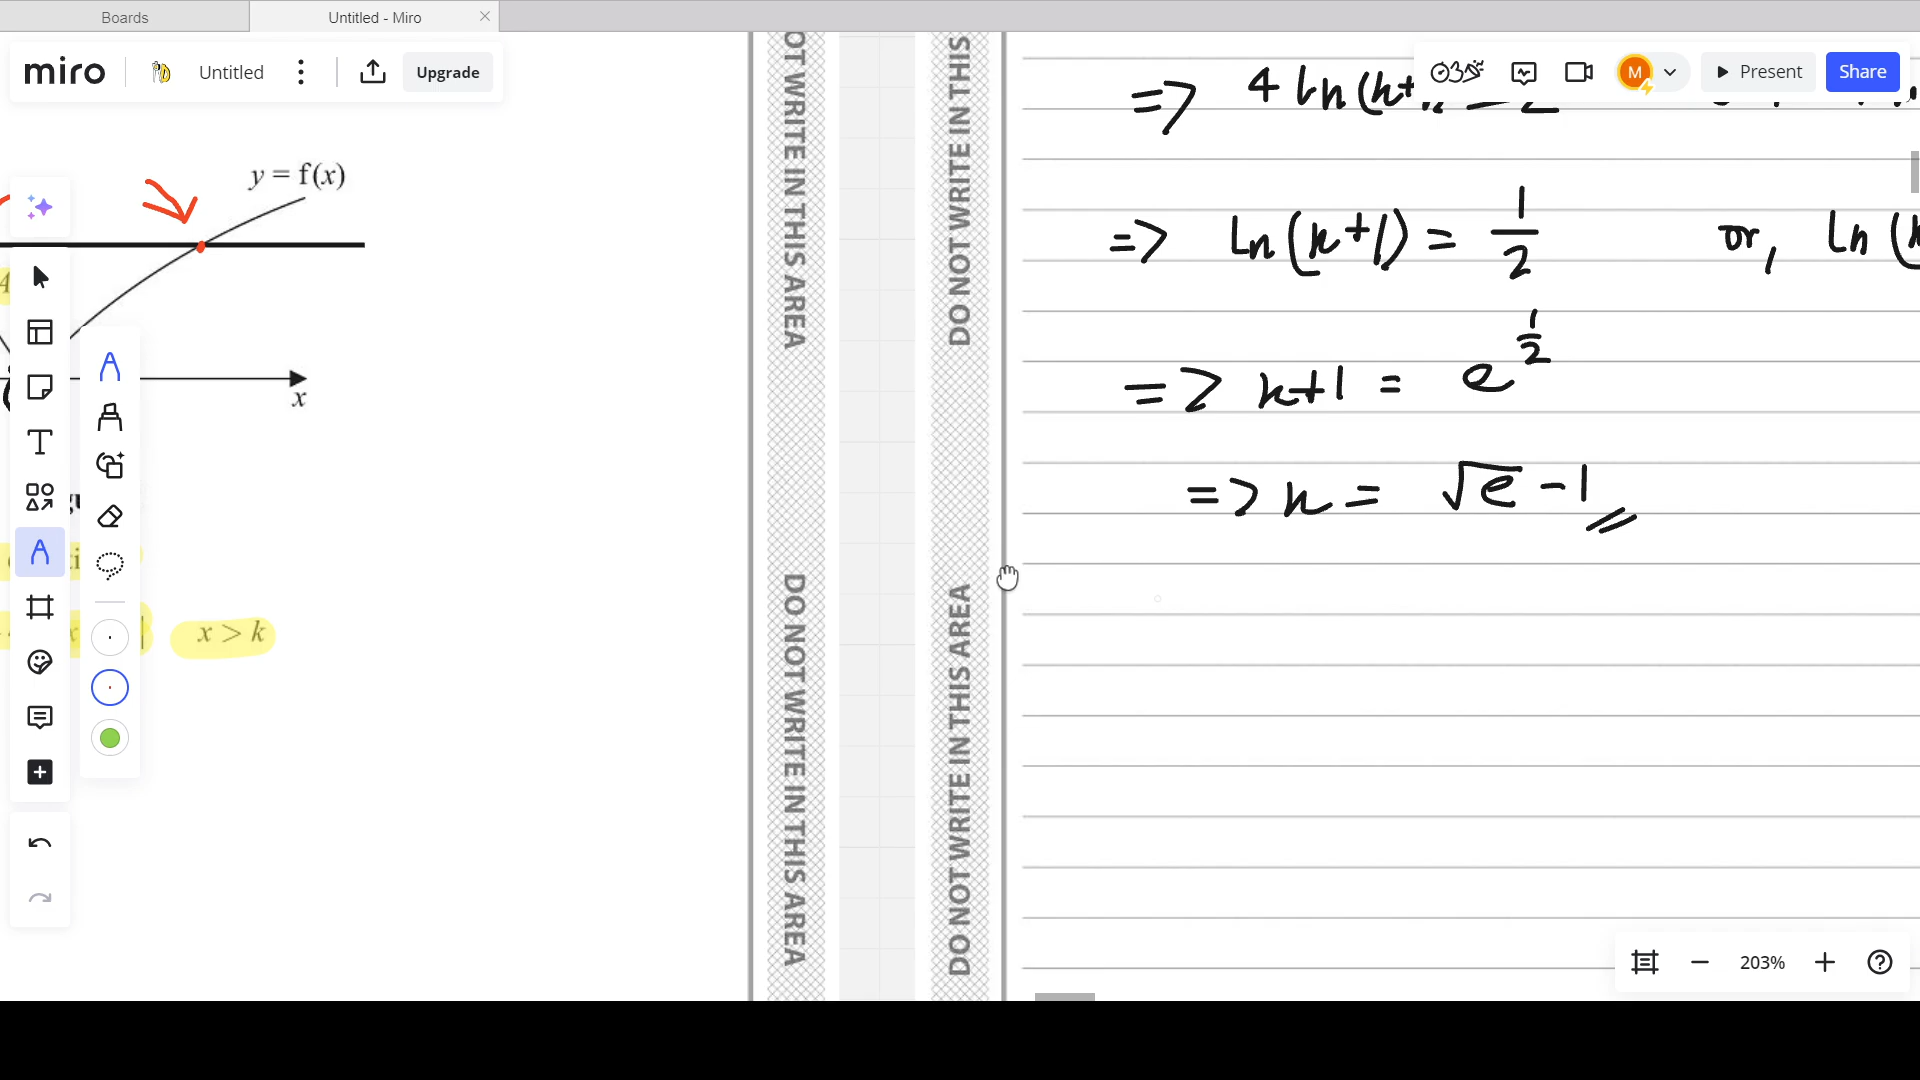 Boards
Untitled - Miro
miro
Untitled
Upgrade
M
Present
Share
y = f(x)
x
x > k
DO NOT WRITE IN THIS AREA
DO NOT WRITE IN THIS AREA
OT WRITE IN THIS AREA
DO NOT WRITE IN THIS AREA
=> 4 ln(x+
=> ln(x+1) = 1/2 or, ln (x
=> x+1 = e^1/2
=> x = √e - 1
203%